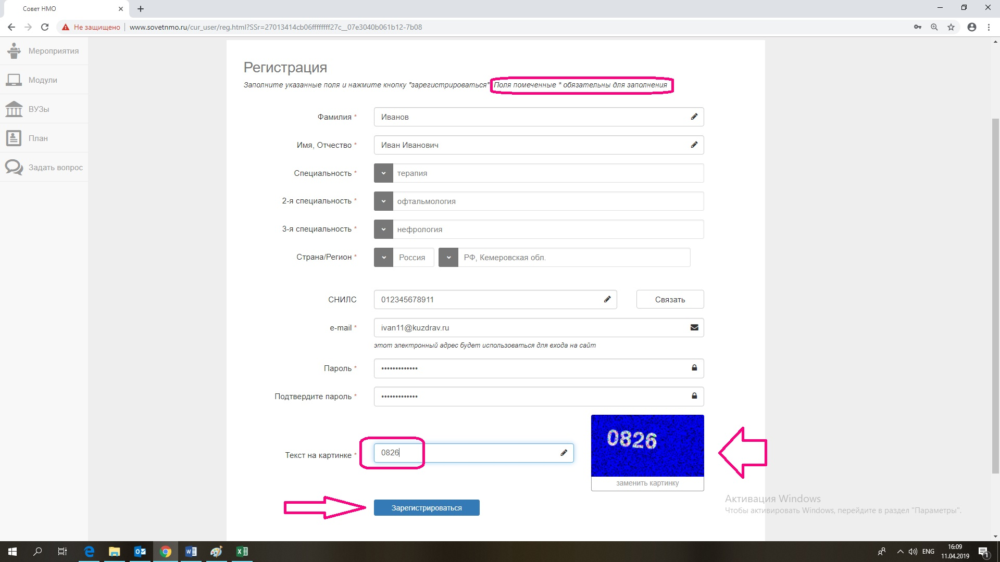 Совет НМО
Не защищено
www.sovetnmo.ru/cur_user/reg.html?SSr=27013414cb06ffffffff27c__07e3040b061b12-7b08
Мероприятия
Модули
ВУЗы
План
Задать вопрос
Регистрация
Заполните указанные поля и нажмите кнопку "зарегистрироваться" Поля помеченные * обязательны для заполнения
Фамилия * Иванов
Имя, Отчество * Иван Иванович
Специальность * терапия
2-я специальность * офтальмология
3-я специальность * нефрология
Страна/Регион * Россия РФ, Кемеровская обл.
СНИЛС 012345678911 Связать
e-mail * ivan11@kuzdrav.ru
этот электронный адрес будет использоваться для входа на сайт
Пароль * •••••••••••••
Подтвердите пароль * •••••••••••••
0826
Текст на картинке * 0826
заменить картинку
Зарегистрироваться
Активация Windows
Чтобы активировать Windows, перейдите в раздел "Параметры".
ENG
16:09
11.04.2019
1